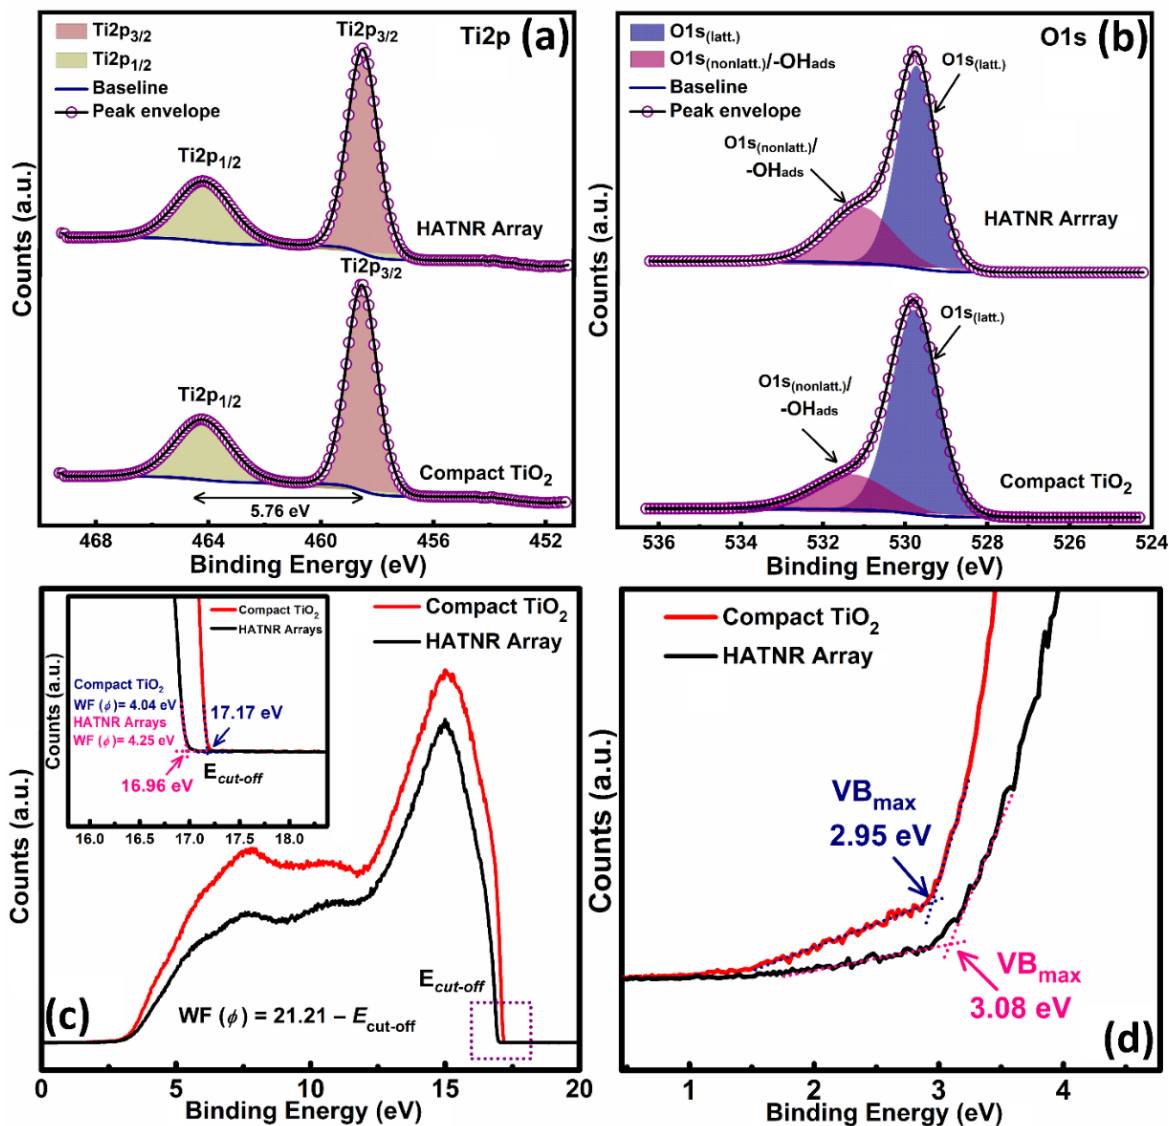 Ti2p3/2
Ti2p1/2
Baseline
Peak envelope
Ti2p3/2
Ti2p
(a)
Ti2p1/2
HATNR Array
Ti2p3/2
Ti2p1/2
Compact TiO2
5.76 eV
Counts (a.u.)
468 464 460 456 452
Binding Energy (eV)
O1s(latt.)
O1s(nonlatt.)/-OHads
Baseline
Peak envelope
O1s
(b)
O1s(latt.)
O1s(nonlatt.)/
-OHads
HATNR Arrray
O1s(latt.)
O1s(nonlatt.)/
-OHads
Compact TiO2
Counts (a.u.)
536 534 532 530 528 526 524
Binding Energy (eV)
Compact TiO2
HATNR Array
Compact TiO2
HATNR Arrays
Compact TiO2
WF (ϕ)= 4.04 eV
HATNR Arrays
WF (ϕ)= 4.25 eV
17.17 eV
16.96 eV
Ecut-off
Counts (a.u.)
16.0 16.5 17.0 17.5 18.0
Binding Energy (eV)
Ecut-off
WF (ϕ) = 21.21 – Ecut-off
(c)
Counts (a.u.)
0 5 10 15 20
Binding Energy (eV)
Compact TiO2
HATNR Array
VBmax
2.95 eV
VBmax
3.08 eV
(d)
Counts (a.u.)
1 2 3 4
Binding Energy (eV)